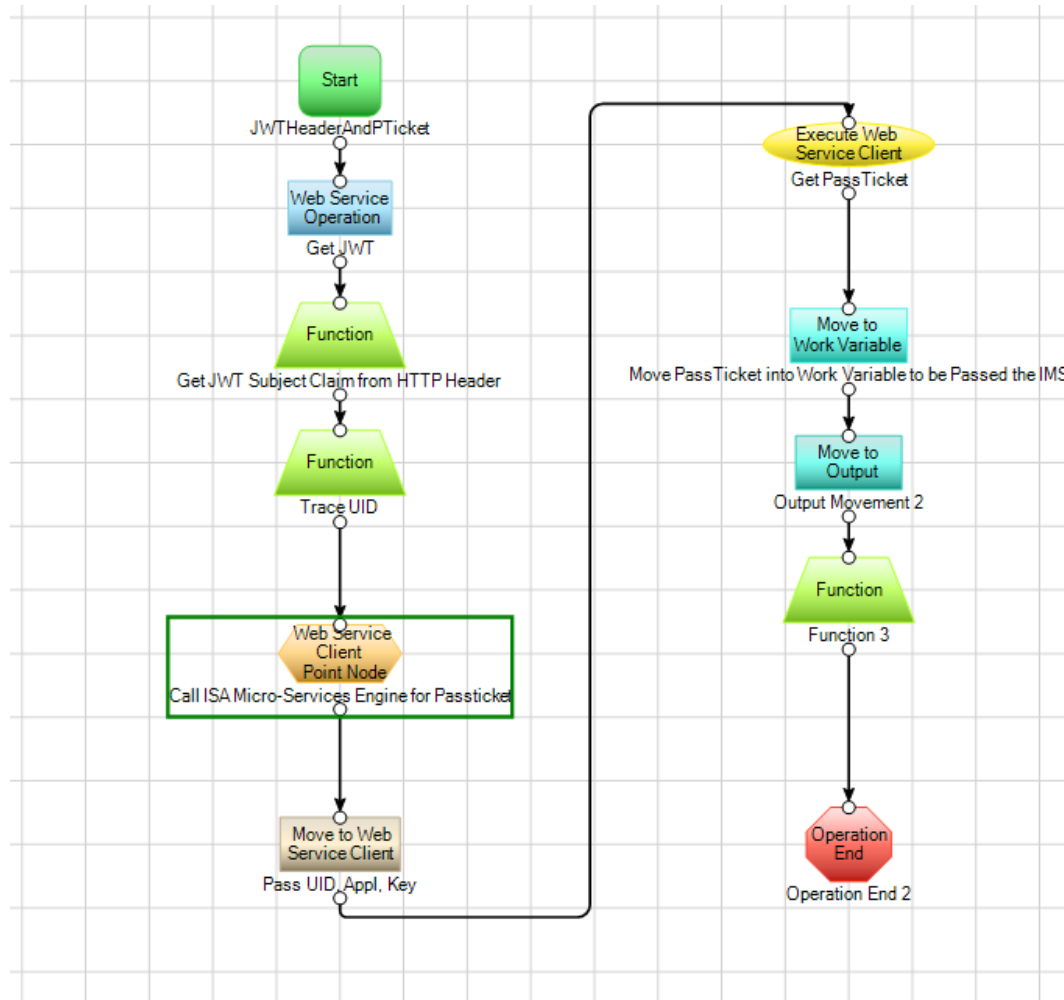 Start
JWTHeaderAndPTicket
Web Service
Operation
Get JWT
Function
Get JWT Subject Claim from HTTP Header
Function
Trace UID
Web Service
Client
Point Node
Call ISA Micro-Services Engine for Passticket
Move to Web
Service Client
Pass UID, Appl, Key
Execute Web
Service Client
Get PassTicket
Move to
Work Variable
Move PassTicket into Work Variable to be Passed the IMS
Move to
Output
Output Movement 2
Function
Function 3
Operation
End
Operation End 2